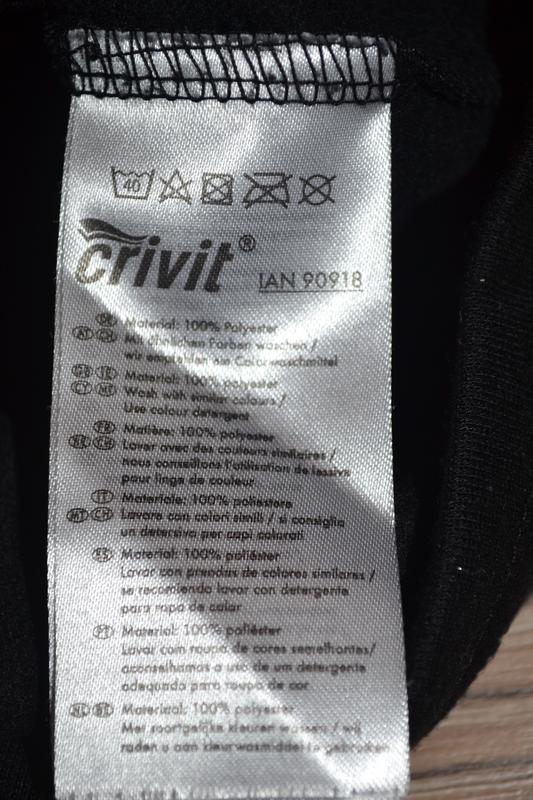 40
crivit®
IAN 90918
DE Material: 100% Polyester
AT CH Mit ähnlichen Farben waschen /
wir empfehlen ein Colorwaschmittel
GB IE Material: 100% polyester
CY MT Wash with similar colours /
Use colour detergent
FR Matière: 100% polyester
BE CH Laver avec des couleurs similaires /
nous conseillons l'utilisation de lessive
pour linge de couleur
IT Materiale: 100% poliestere
MT CH Lavare con colori simili / si consiglia
un detersivo per capi colorati
ES Material: 100% poliéster
Lavar con prendas de colores similares /
se recomienda lavar con detergente
para ropa de color
PT Material: 100% poliéster
Lavar com roupa de cores semelhantes/
aconselhamos a uso de um detergente
adequado para roupa de cor
NL BE Materiaal: 100% polyester
Met soortgelijke kleuren wassen / wij
raden u aan kleurwasmiddel te gebruiken